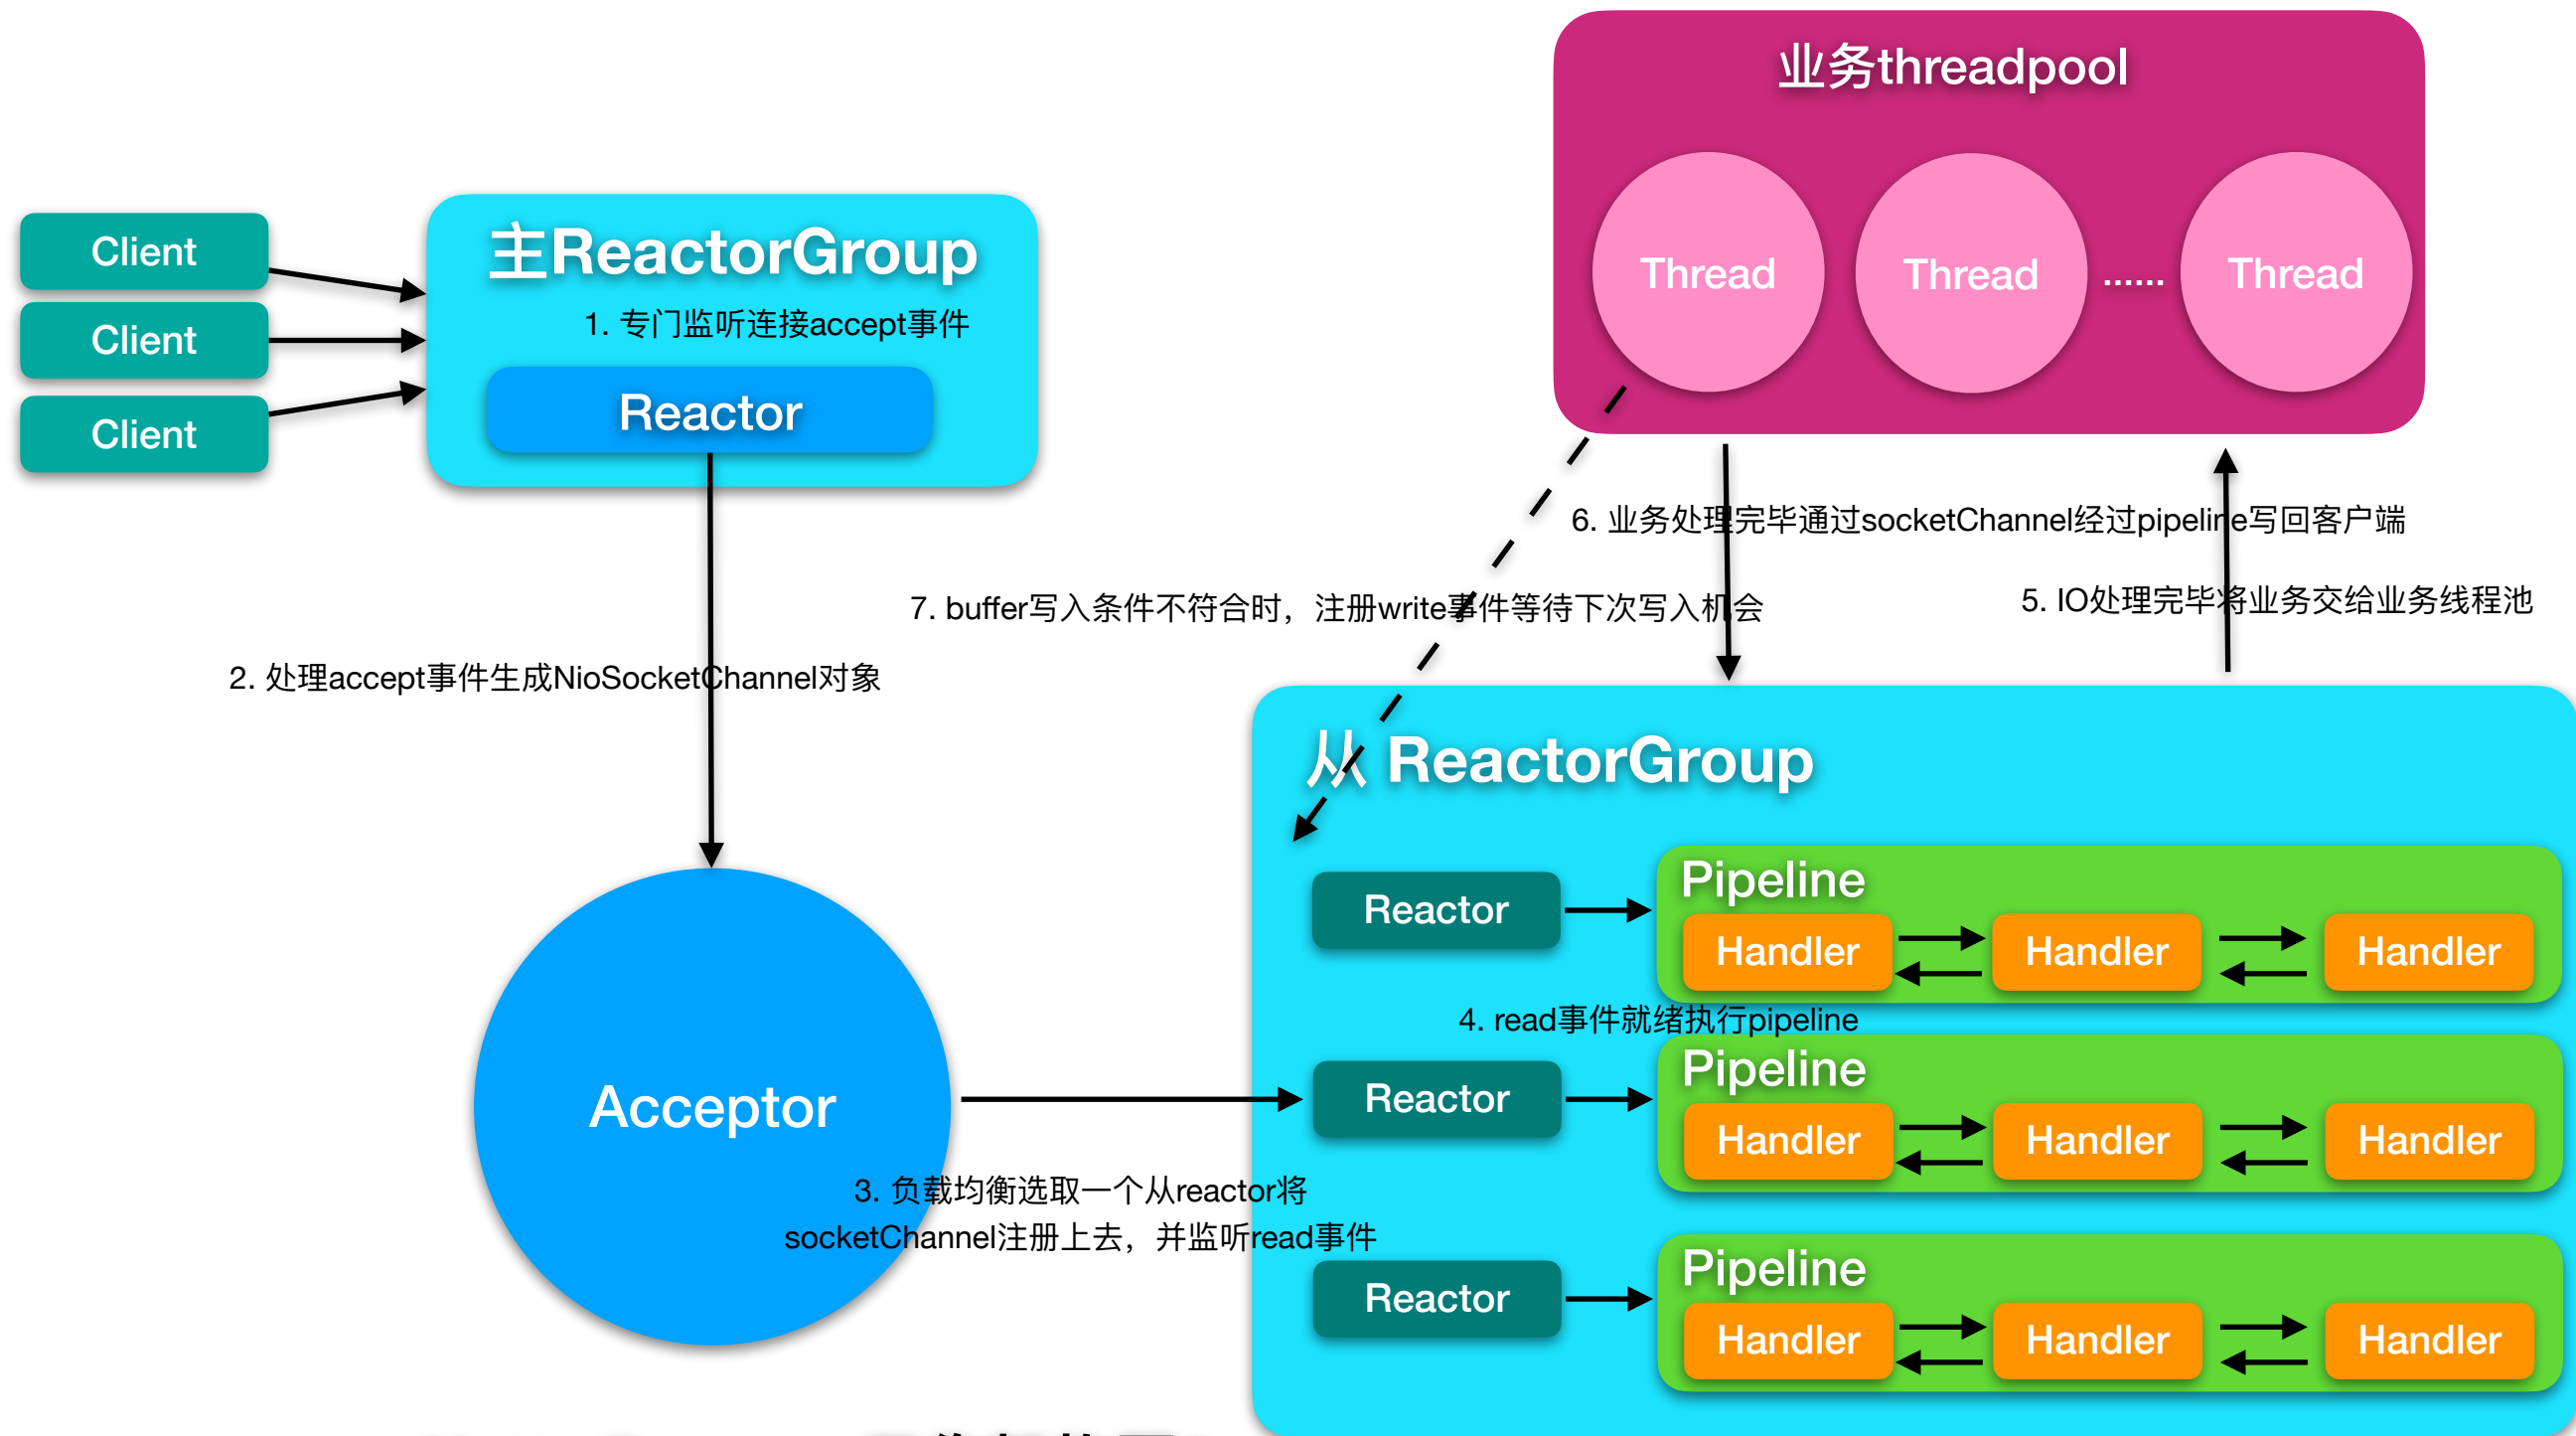 业务threadpool
Thread
Thread
......
Thread
Client
Client
Client
主ReactorGroup
1. 专门监听连接accept事件
Reactor
6. 业务处理完毕通过socketChannel经过pipeline写回客户端
5. IO处理完毕将业务交给业务线程池
7. buffer写入条件不符合时，注册write事件等待下次写入机会
2. 处理accept事件生成NioSocketChannel对象
从 ReactorGroup
Acceptor
3. 负载均衡选取一个从reactor将
socketChannel注册上去，并监听read事件
Reactor
Pipeline
Handler
Handler
Handler
4. read事件就绪执行pipeline
Reactor
Pipeline
Handler
Handler
Handler
Reactor
Pipeline
Handler
Handler
Handler